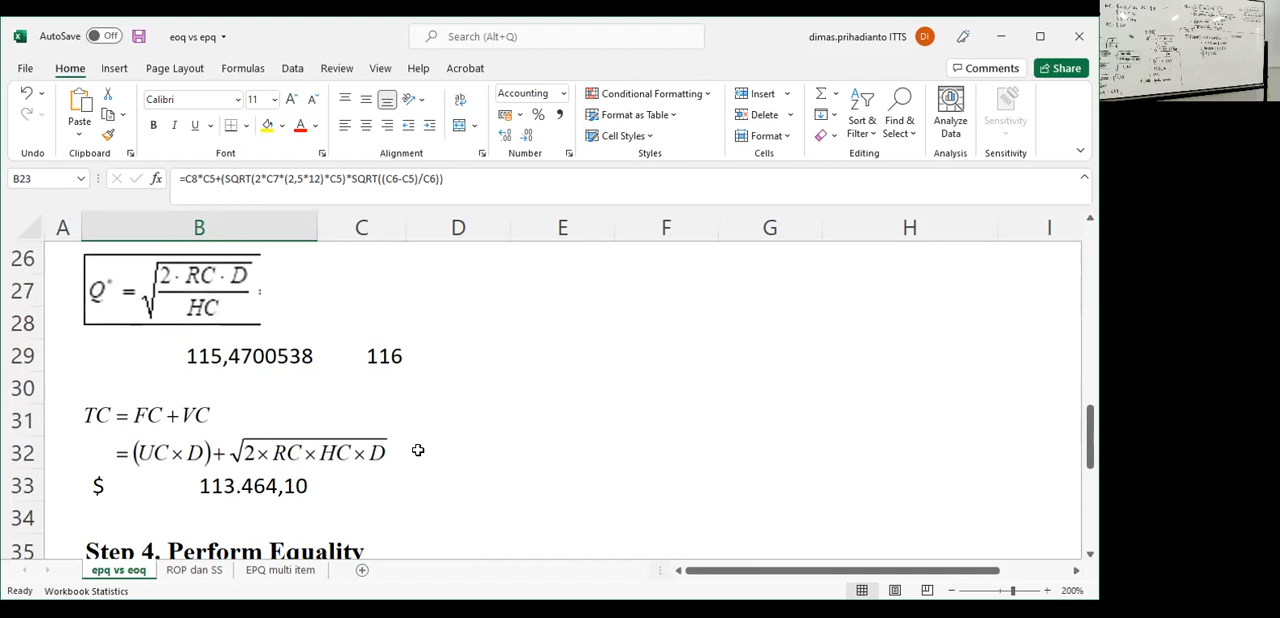 AutoSave Off eoq vs epq Search (Alt+Q) dimas.prihadianto ITTS DI
File Home Insert Page Layout Formulas Data Review View Help Acrobat Comments Share
Undo
Paste
Clipboard
Calibri 11
B I U
Font
Alignment
Accounting
% ,
Number
Conditional Formatting
Format as Table
Cell Styles
Styles
Insert
Delete
Format
Cells
Sort & Filter
Find & Select
Editing
Analyze Data
Analysis
Sensitivity
Sensitivity
B23 fx =C8*C5+(SQRT(2*C7*(2,5*12)*C5)*SQRT((C6-C5)/C6))
A B C D E F G H I
26
27 Q* = √(2 · RC · D / HC) :
28
29 115,4700538 116
30
31 TC = FC + VC
32 = (UC × D) + √2 × RC × HC × D
33 $ 113.464,10
34
35 Step 4. Perform Equality
epq vs eoq ROP dan SS EPQ multi item
Ready Workbook Statistics 200%